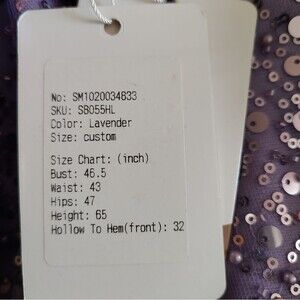 No: SM1020034633
SKU: SB055HL
Color: Lavender
Size: custom
Size Chart: (inch)
Bust: 46.5
Waist: 43
Hips: 47
Height: 65
Hollow To Hem(front): 32